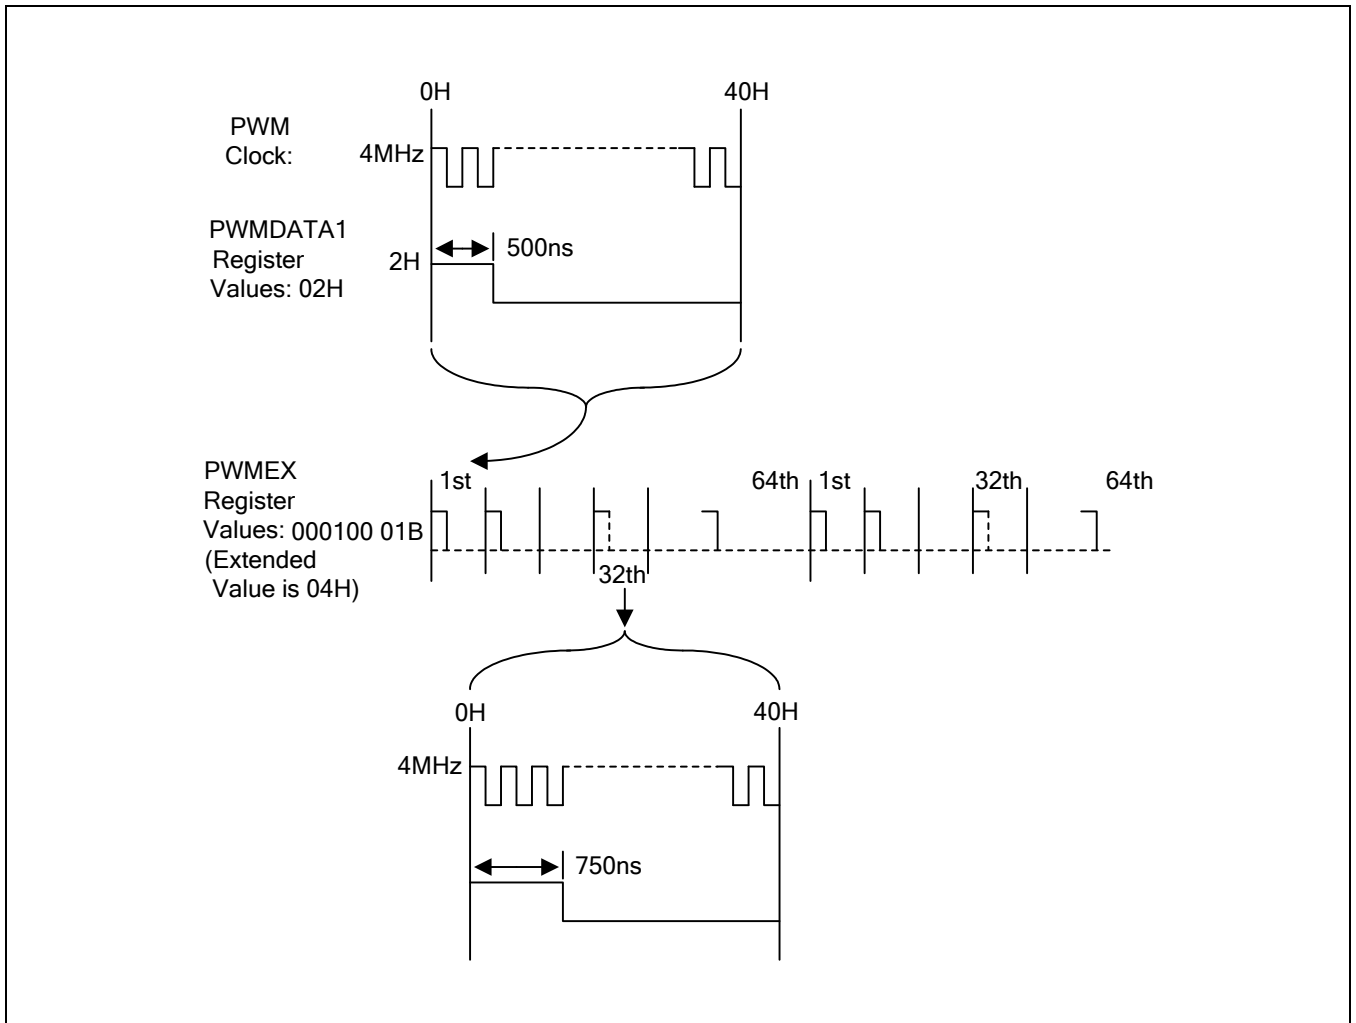 0H 40H
PWM
Clock: 4MHz
PWMDATA1
Register
Values: 02H
2H 500ns
PWMEX
Register
Values: 000100 01B
(Extended
Value is 04H)
1st 64th 1st 32th 64th
32th
0H 40H
4MHz
750ns